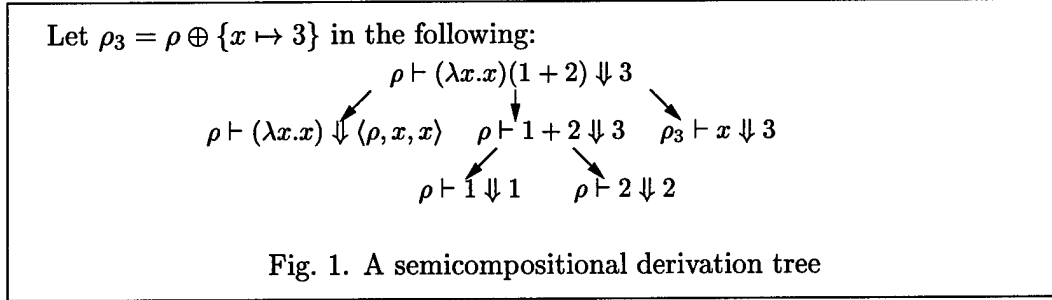 Let ρ₃ = ρ ⊕ {x ↦ 3} in the following:
ρ ⊢ (λx.x)(1 + 2) ⇓ 3
ρ ⊢ (λx.x) ⇓ ⟨ρ, x, x⟩ ρ ⊢ 1 + 2 ⇓ 3 ρ₃ ⊢ x ⇓ 3
ρ ⊢ 1 ⇓ 1 ρ ⊢ 2 ⇓ 2
Fig. 1. A semicompositional derivation tree